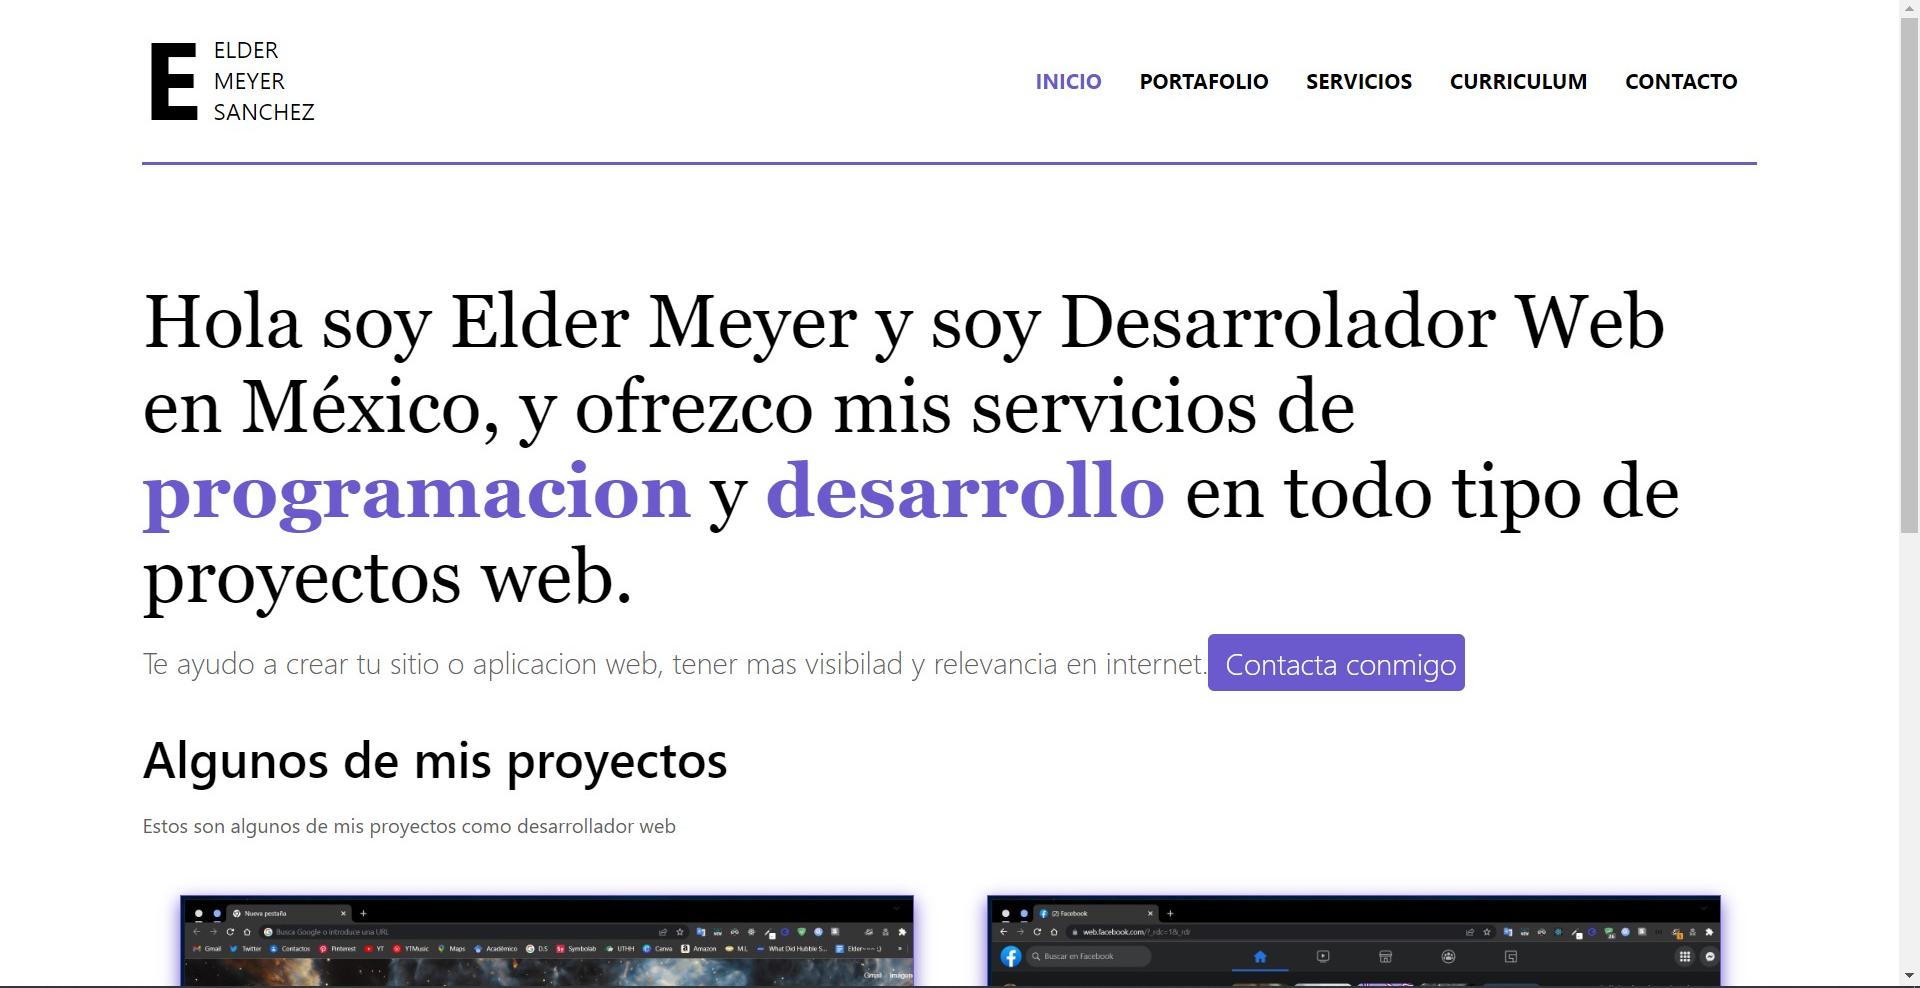 E
ELDER
MEYER
SANCHEZ
INICIO PORTAFOLIO SERVICIOS CURRICULUM CONTACTO
Hola soy Elder Meyer y soy Desarrolador Web
en México, y ofrezco mis servicios de
programacion y desarrollo en todo tipo de
proyectos web.
Te ayudo a crear tu sitio o aplicacion web, tener mas visibilad y relevancia en internet. Contacta conmigo
Algunos de mis proyectos
Estos son algunos de mis proyectos como desarrollador web
Nueva pestaña
Busca Google o introduce una URL
Gmail Twitter Contactos Pinterest YT YTMusic Maps Académico D.S Symbolab UTHH Canva Amazon M.L What Did Hubble S... Elder~~~ :)
Gmail
Facebook
web.facebook.com/?_rdc=1&_rdr
Buscar en Facebook